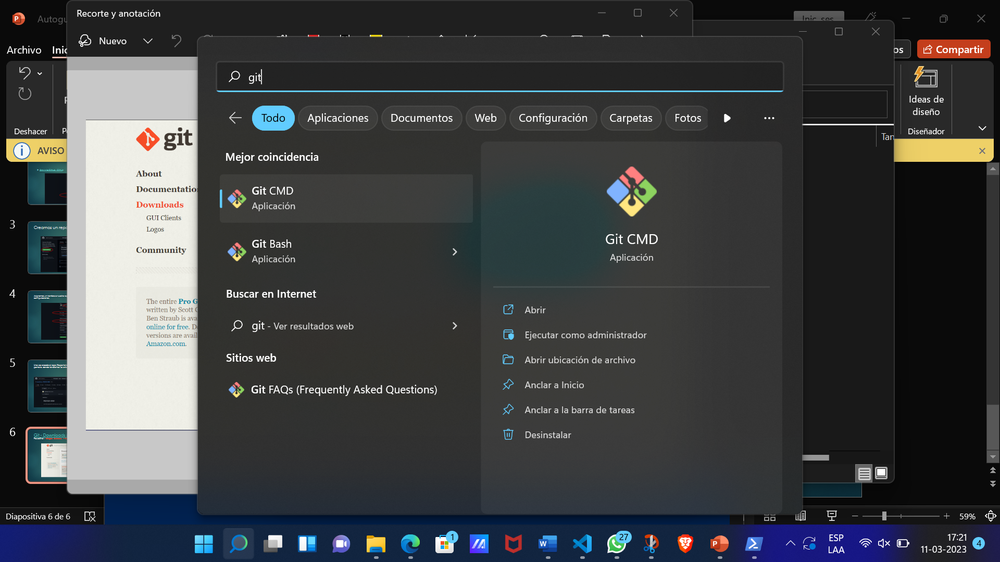 Recorte y anotación
Nuevo
Inic. ses
Archivo
Compartir
Deshacer
Ideas de
diseño
Diseñador
AVISO
git
Todo
Aplicaciones
Documentos
Web
Configuración
Carpetas
Fotos
Mejor coincidencia
Git CMD
Aplicación
Git Bash
Aplicación
Buscar en Internet
git - Ver resultados web
Sitios web
Git FAQs (Frequently Asked Questions)
Git CMD
Aplicación
Abrir
Ejecutar como administrador
Abrir ubicación de archivo
Anclar a Inicio
Anclar a la barra de tareas
Desinstalar
git
About
Documentation
Downloads
GUI Clients
Logos
Community
The entire Pro G
written by Scott C
Ben Straub is ava
online for free. D
versions are avail
Amazon.com.
3
4
5
6
Diapositiva 6 de 6
59%
1
27
ESP
LAA
17:21
11-03-2023
4